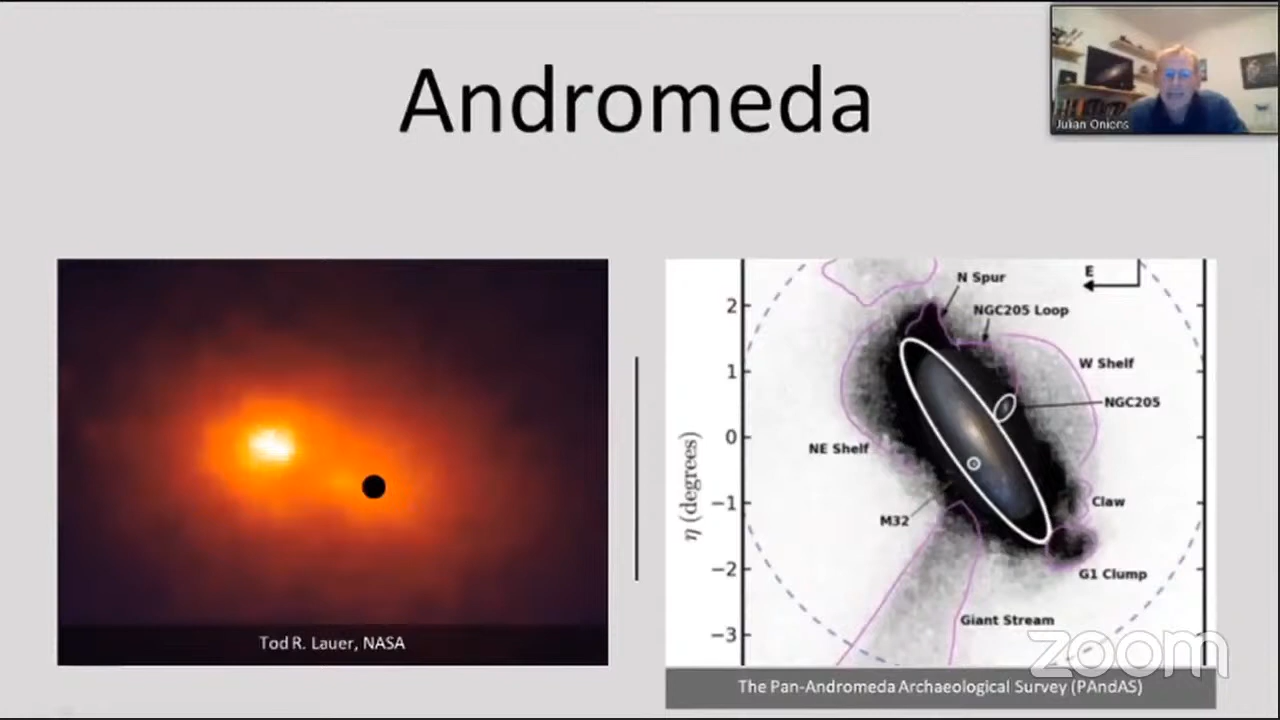 Andromeda
Julian Onions
Tod R. Lauer, NASA
N Spur
E
NGC205 Loop
W Shelf
NGC205
NE Shelf
M32
Claw
G1 Clump
Giant Stream
η (degrees)
2
1
0
−1
−2
−3
zoom
The Pan-Andromeda Archaeological Survey (PAndAS)